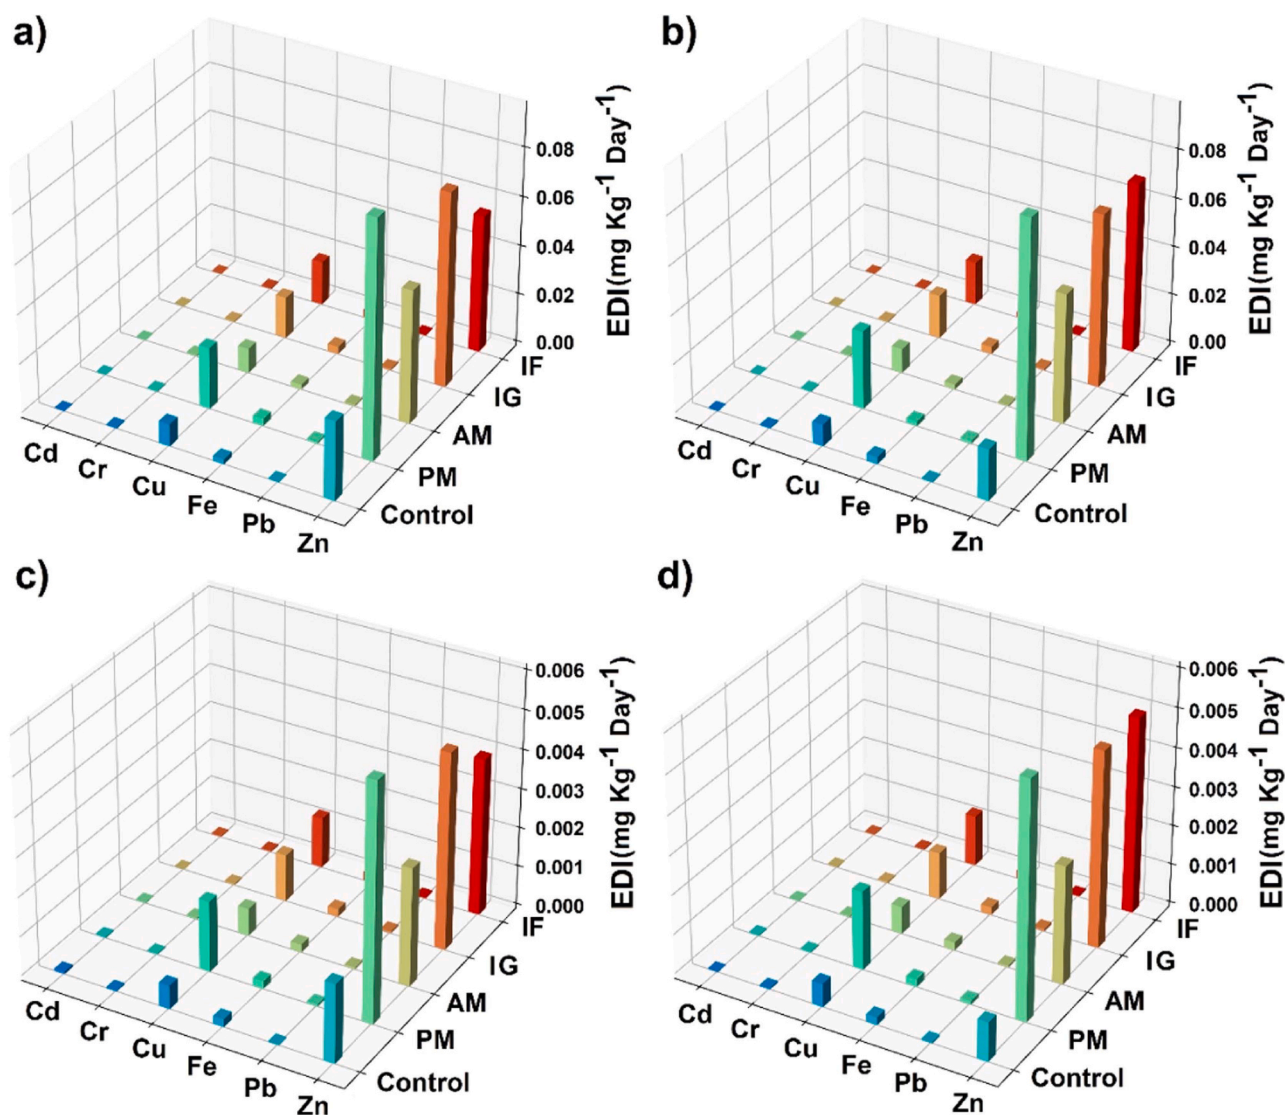 a)
0.08
0.06
0.04
0.02
0.00
EDI(mg Kg⁻¹ Day⁻¹)
IF
IG
AM
PM
Control
Cd
Cr
Cu
Fe
Pb
Zn
b)
0.08
0.06
0.04
0.02
0.00
EDI(mg Kg⁻¹ Day⁻¹)
IF
IG
AM
PM
Control
Cd
Cr
Cu
Fe
Pb
Zn
c)
0.006
0.005
0.004
0.003
0.002
0.001
0.000
EDI(mg Kg⁻¹ Day⁻¹)
IF
IG
AM
PM
Control
Cd
Cr
Cu
Fe
Pb
Zn
d)
0.006
0.005
0.004
0.003
0.002
0.001
0.000
EDI(mg Kg⁻¹ Day⁻¹)
IF
IG
AM
PM
Control
Cd
Cr
Cu
Fe
Pb
Zn